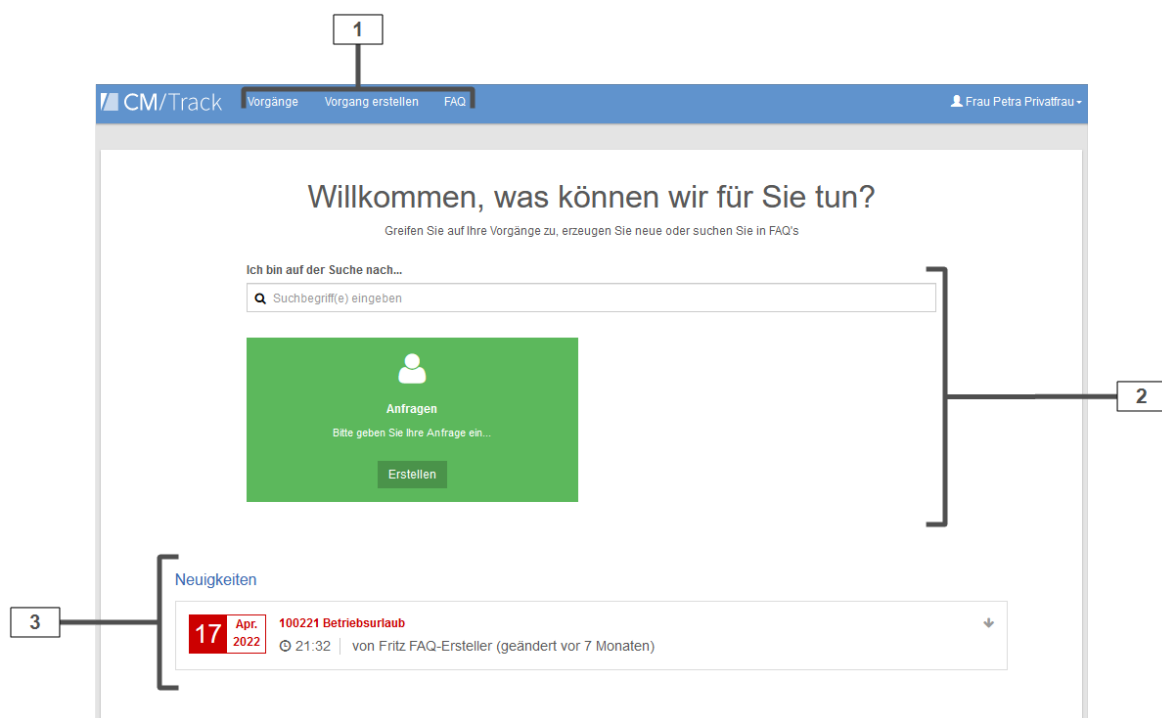 1
CM/Track Vorgänge Vorgang erstellen FAQ Frau Petra Privatfrau
Willkommen, was können wir für Sie tun?
Greifen Sie auf Ihre Vorgänge zu, erzeugen Sie neue oder suchen Sie in FAQ's
Ich bin auf der Suche nach...
Suchbegriff(e) eingeben
Anfragen
Bitte geben Sie Ihre Anfrage ein...
2
Erstellen
Neuigkeiten
3
17 Apr. 2022
100221 Betriebsurlaub
21:32 von Fritz FAQ-Ersteller (geändert vor 7 Monaten)